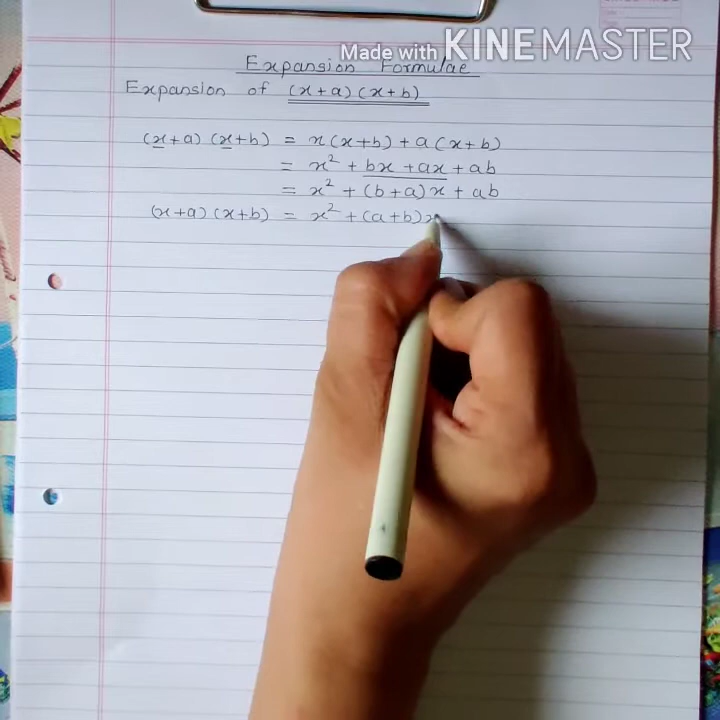 Made with KINEMASTER
Expansion Formulae
Expansion of (x+a) (x+b)
(x+a) (x+b) = x(x+b) + a(x+b)
= x² + bx + ax + ab
= x² + (b+a)x + ab
(x+a) (x+b) = x² + (a+b)x